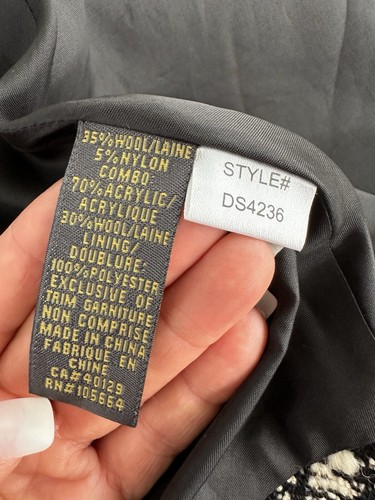 35% WOOL/LAINE
5% NYLON
COMBO:
70% ACRYLIC/
ACRYLIQUE
30% WOOL/LAINE
LINING/
DOUBLURE:
100% POLYESTER
EXCLUSIVE OF
TRIM GARNITURE
NON COMPRISE
MADE IN CHINA
FABRIQUE EN
CHINE
CA# 40129
RN# 105664
STYLE#
DS4236